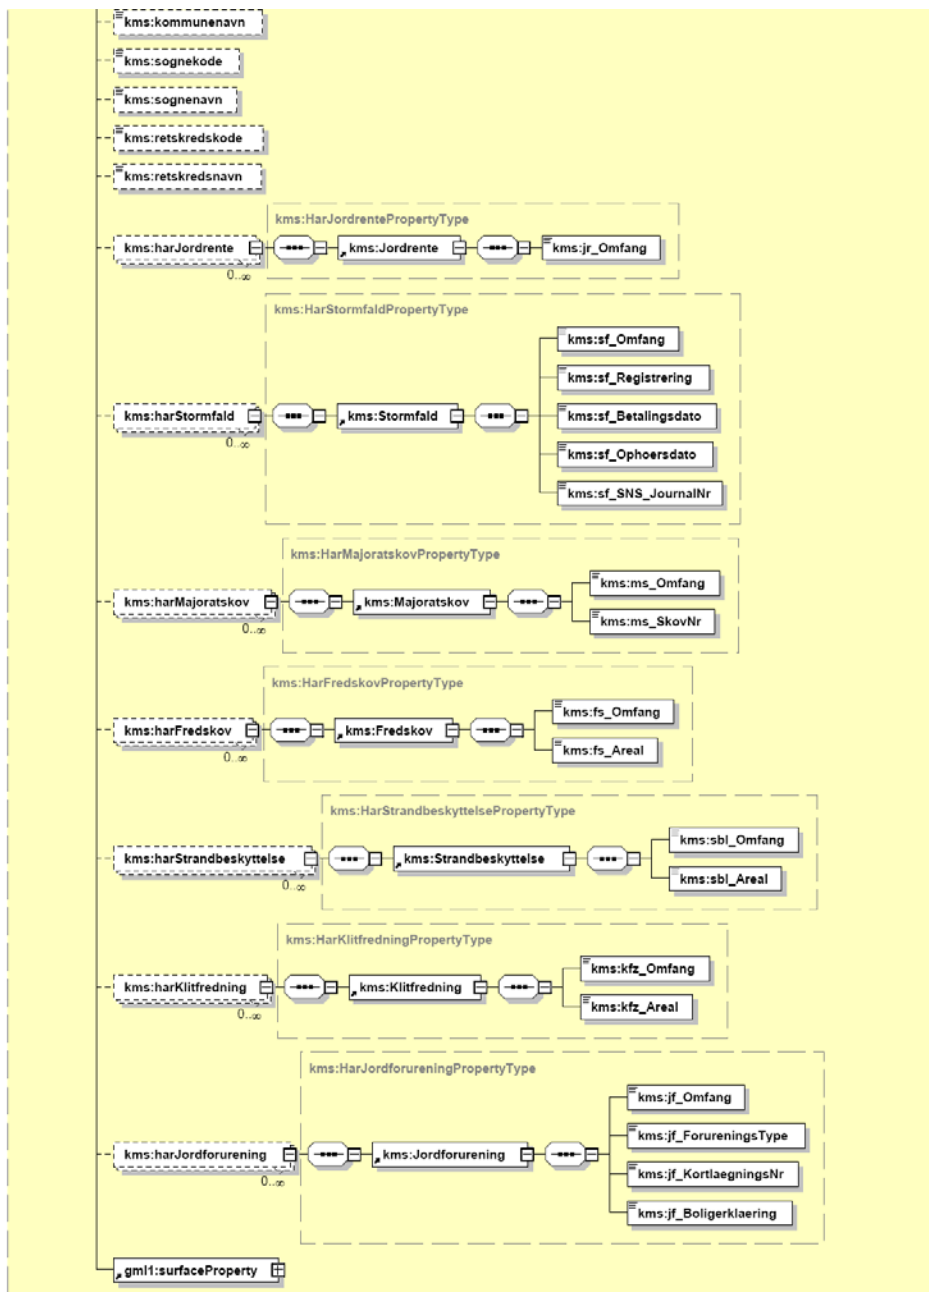 kms:kommunenavn
kms:sognekode
kms:sognenavn
kms:retskredskode
kms:retskredsnavn
kms:HarJordrentePropertyType
kms:harJordrente
kms:Jordrente
kms:jr_Omfang
0..∞
kms:HarStormfaldPropertyType
kms:sf_Omfang
kms:sf_Registrering
kms:harStormfald
kms:Stormfald
kms:sf_Betalingsdato
0..∞
kms:sf_Ophoersdato
kms:sf_SNS_JournalNr
kms:HarMajoratskovPropertyType
kms:ms_Omfang
kms:harMajoratskov
kms:Majoratskov
kms:ms_SkovNr
0..∞
kms:HarFredskovPropertyType
kms:fs_Omfang
kms:harFredskov
kms:Fredskov
kms:fs_Areal
0..∞
kms:HarStrandbeskyttelsePropertyType
kms:sbl_Omfang
kms:harStrandbeskyttelse
kms:Strandbeskyttelse
kms:sbl_Areal
0..∞
kms:HarKlitfredningPropertyType
kms:kfz_Omfang
kms:harKlitfredning
kms:Klitfredning
kms:kfz_Areal
0..∞
kms:HarJordforureningPropertyType
kms:jf_Omfang
kms:jf_ForureningsType
kms:harJordforurening
kms:Jordforurening
kms:jf_KortlaegningsNr
0..∞
kms:jf_Boligerklaering
gml1:surfaceProperty